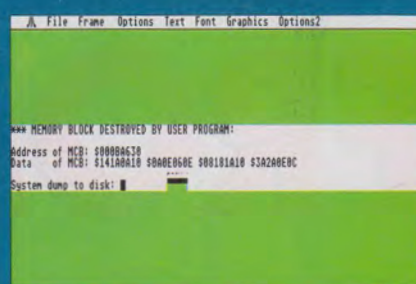 File Frame Options Text Font Graphics Options2
*** MEMORY BLOCK DESTROYED BY USER PROGRAM:
Address of MCB: $000BA630
Data of MCB: $141A0A10 $0A0E060E $08181A10 $3A2A0E0C
System dump to disk: